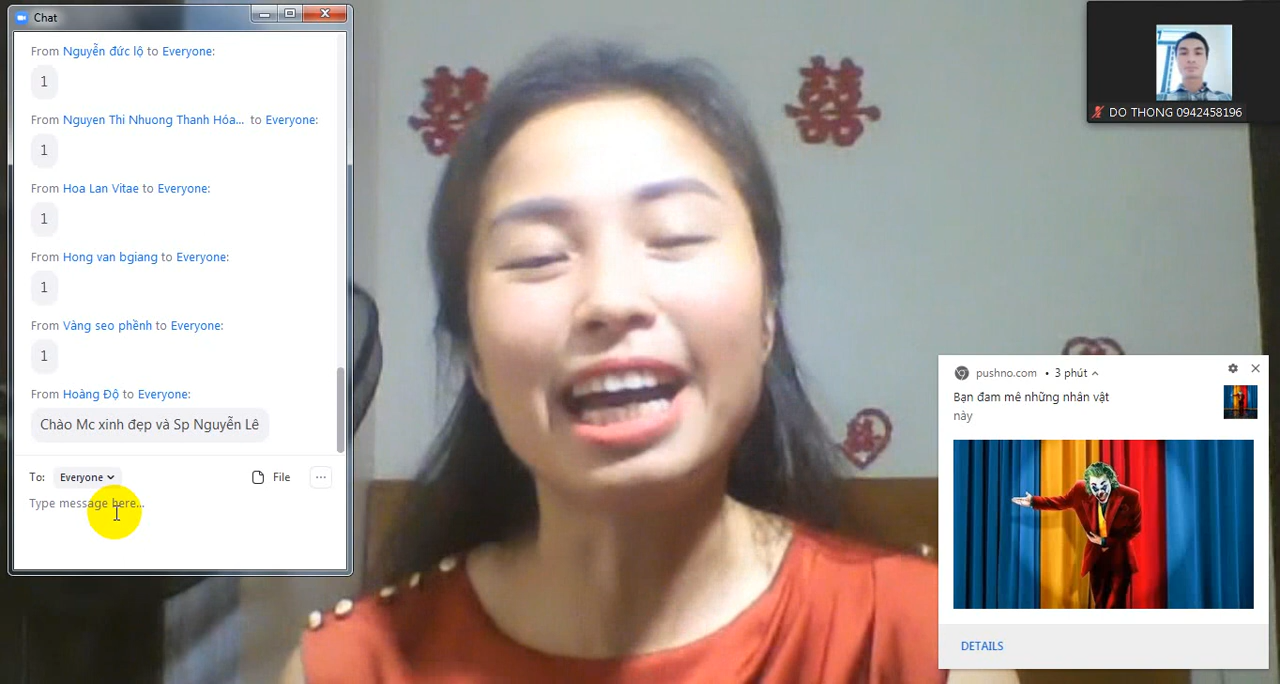 Chat
From Nguyễn đức lộ to Everyone:
1
From Nguyen Thi Nhuong Thanh Hóa... to Everyone:
1
From Hoa Lan Vitae to Everyone:
1
From Hong van bgiang to Everyone:
1
From Vàng seo phềnh to Everyone:
1
From Hoàng Độ to Everyone:
Chào Mc xinh đẹp và Sp Nguyễn Lê
To: Everyone File ...
Type message here...
囍 囍
DO THONG 0942458196
pushno.com • 3 phút
Bạn đam mê những nhân vật
này
DETAILS